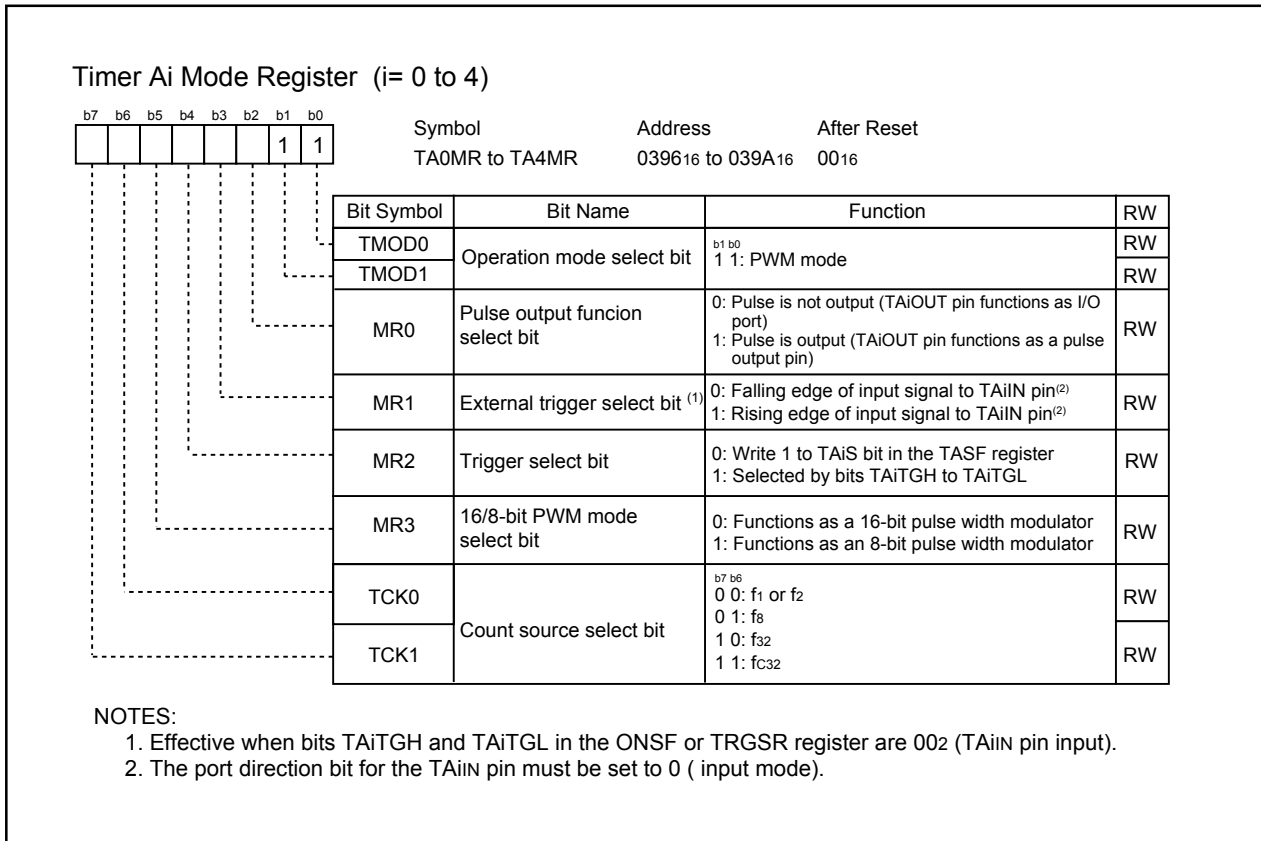 Timer Ai Mode Register (i= 0 to 4)
b7 b6 b5 b4 b3 b2 b1 b0
1 1
Symbol Address After Reset
TA0MR to TA4MR 039616 to 039A16 0016
Bit Symbol Bit Name Function RW
TMOD0 Operation mode select bit b1 b0 RW
1 1: PWM mode
TMOD1 RW
MR0 Pulse output funcion select bit 0: Pulse is not output (TAiOUT pin functions as I/O
port)
1: Pulse is output (TAiOUT pin functions as a pulse
output pin) RW
MR1 External trigger select bit (1) 0: Falling edge of input signal to TAiIN pin(2)
1: Rising edge of input signal to TAiIN pin(2) RW
MR2 Trigger select bit 0: Write 1 to TAiS bit in the TASF register
1: Selected by bits TAiTGH to TAiTGL RW
MR3 16/8-bit PWM mode select bit 0: Functions as a 16-bit pulse width modulator
1: Functions as an 8-bit pulse width modulator RW
TCK0 Count source select bit b7 b6
0 0: f1 or f2 RW
0 1: f8
1 0: f32
TCK1 1 1: fC32 RW
NOTES:
1. Effective when bits TAiTGH and TAiTGL in the ONSF or TRGSR register are 002 (TAiIN pin input).
2. The port direction bit for the TAiIN pin must be set to 0 ( input mode).